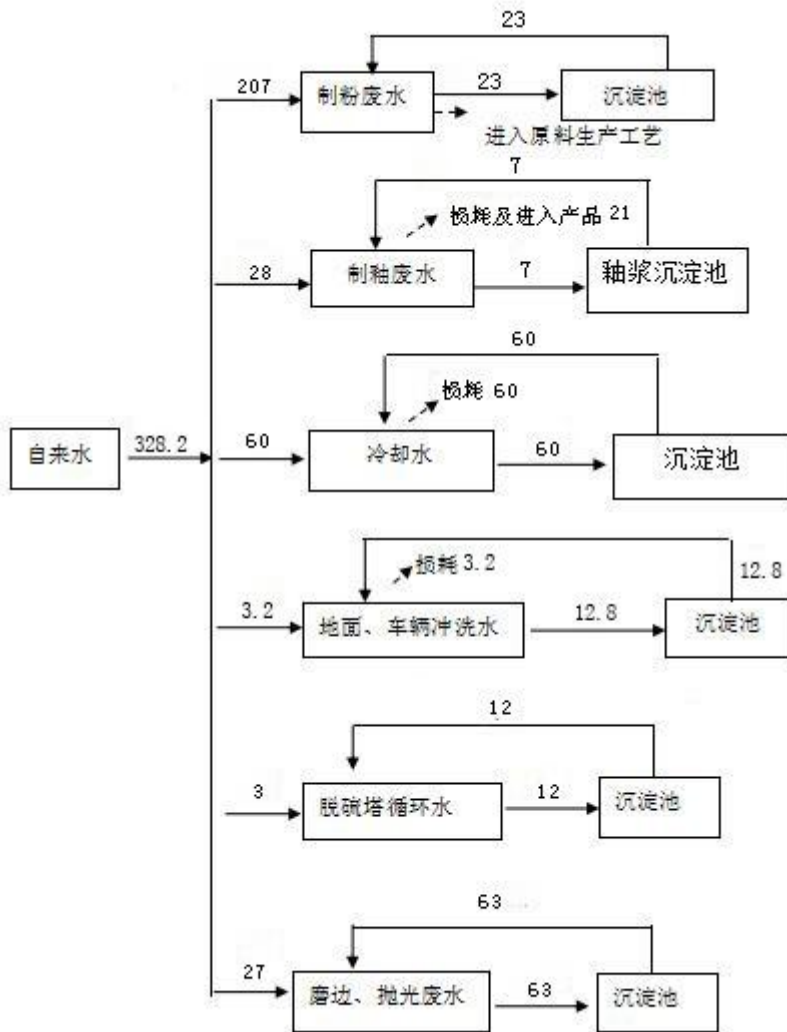 23
207
制粉废水
23
沉淀池
进入原料生产工艺
7
损耗及进入产品 21
28
制釉废水
7
釉浆沉淀池
60
损耗 60
自来水
328.2
60
冷却水
60
沉淀池
损耗 3.2
12.8
3.2
地面、车辆冲洗水
12.8
沉淀池
12
3
脱硫塔循环水
12
沉淀池
63
27
磨边、抛光废水
63
沉淀池